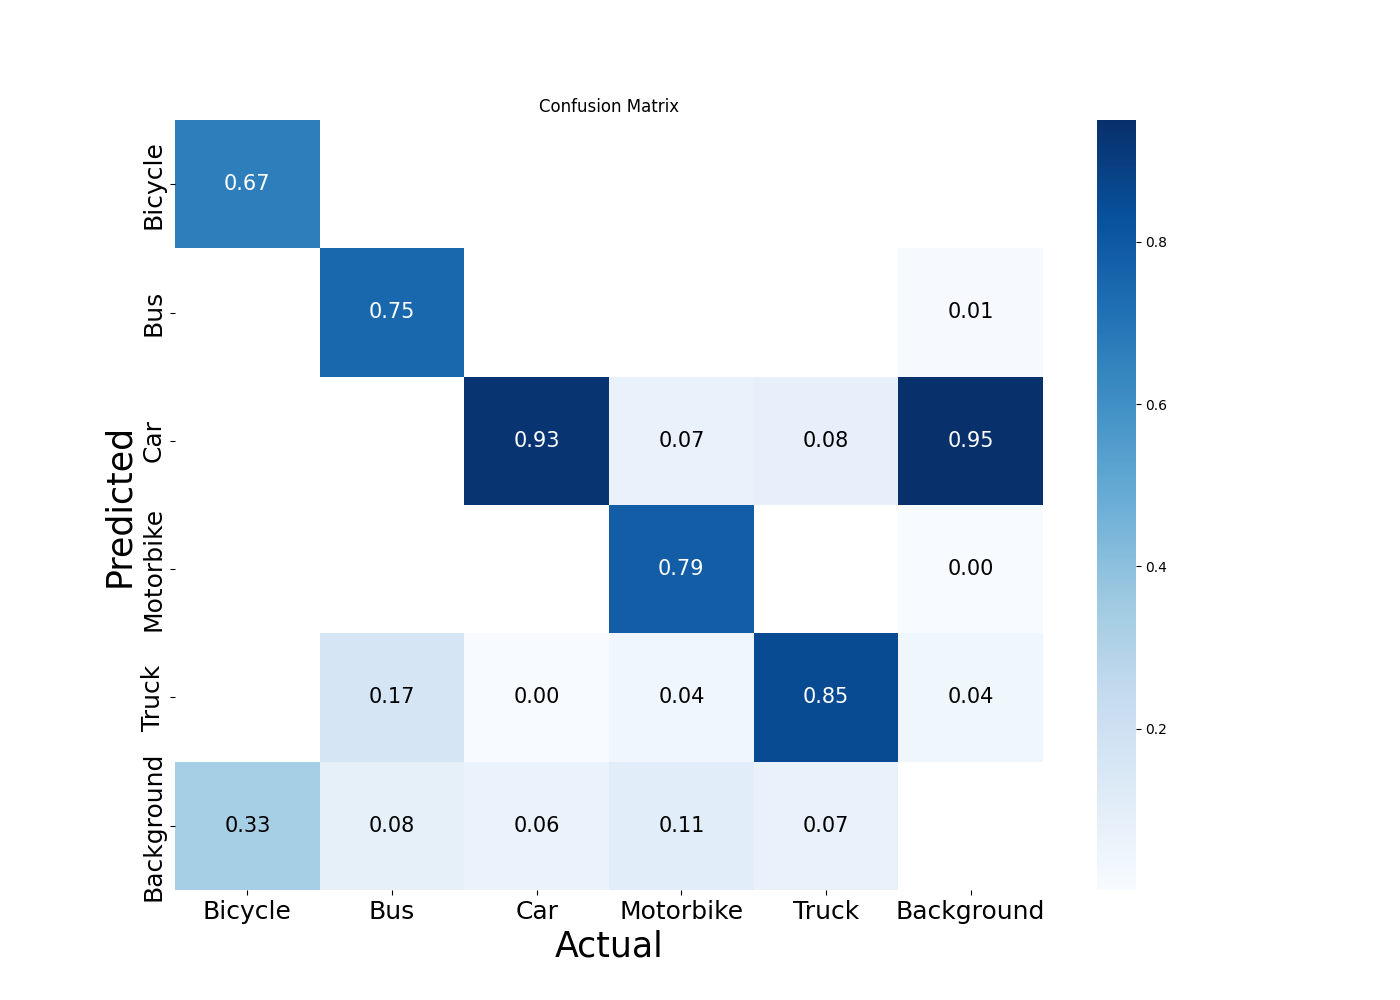 Confusion Matrix
Predicted
Bicycle 0.67
Bus 0.75 0.01
Car 0.93 0.07 0.08 0.95
Motorbike 0.79 0.00
Truck 0.17 0.00 0.04 0.85 0.04
Background 0.33 0.08 0.06 0.11 0.07
Bicycle Bus Car Motorbike Truck Background
Actual
0.8
0.6
0.4
0.2